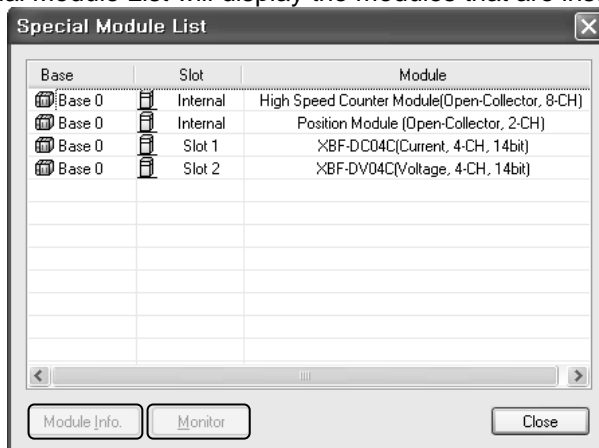 al Module List will display the modules that are
Special Module List
Base Slot Module
Base 0 Internal High Speed Counter Module(Open-Collector, 8-CH)
Base 0 Internal Position Module (Open-Collector, 2-CH)
Base 0 Slot 1 XBF-DC04C(Current, 4-CH, 14bit)
Base 0 Slot 2 XBF-DV04C(Voltage, 4-CH, 14bit)
Module Info. Monitor Close